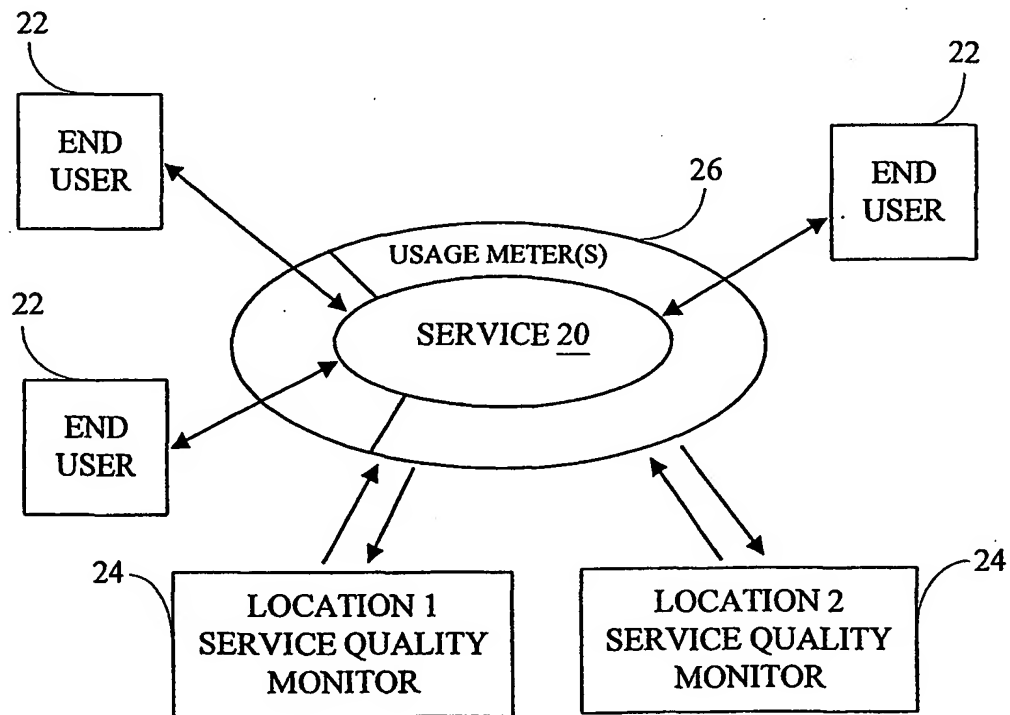 22
22
END
USER
END
USER
26
USAGE METER(S)
22
SERVICE 20
END
USER
24
24
LOCATION 1
SERVICE QUALITY
MONITOR
LOCATION 2
SERVICE QUALITY
MONITOR